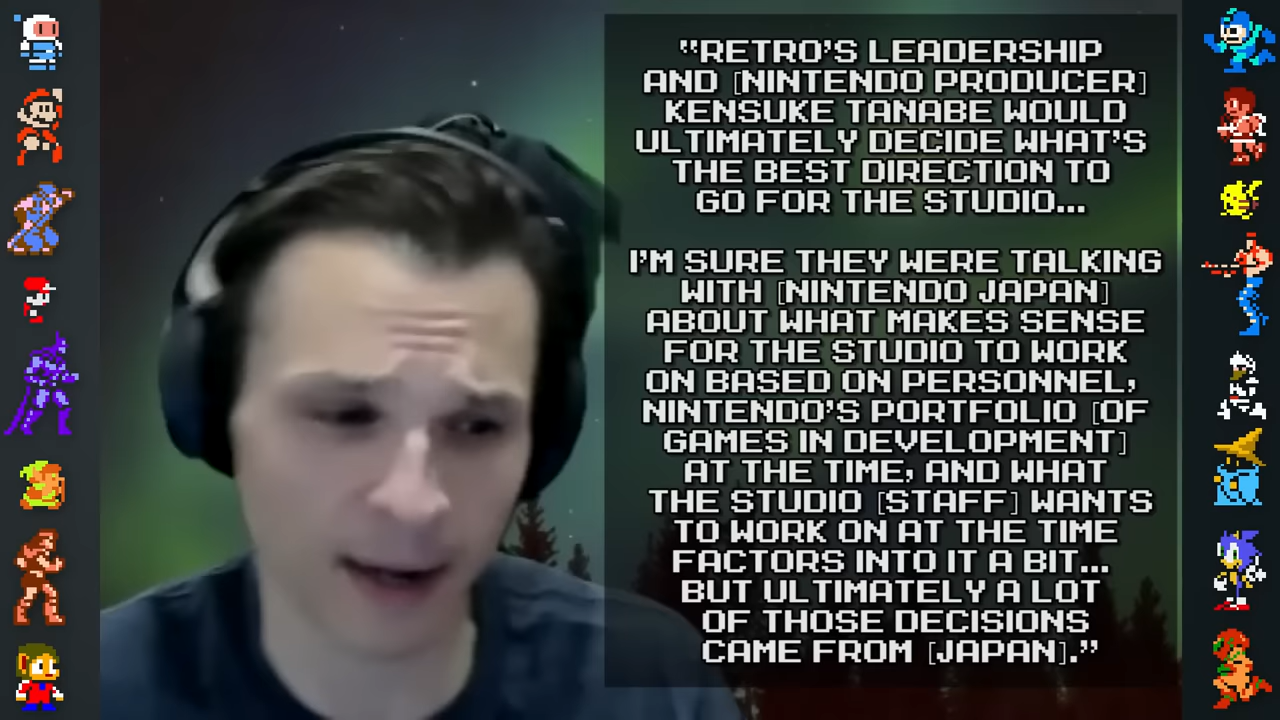 "RETRO'S LEADERSHIP
AND [NINTENDO PRODUCER]
KENSUKE TANABE WOULD
ULTIMATELY DECIDE WHAT'S
THE BEST DIRECTION TO
GO FOR THE STUDIO...
I'M SURE THEY WERE TALKING
WITH [NINTENDO JAPAN]
ABOUT WHAT MAKES SENSE
FOR THE STUDIO TO WORK
ON BASED ON PERSONNEL,
NINTENDO'S PORTFOLIO [OF
GAMES IN DEVELOPMENT]
AT THE TIME, AND WHAT
THE STUDIO [STAFF] WANTS
TO WORK ON AT THE TIME
FACTORS INTO IT A BIT...
BUT ULTIMATELY A LOT
OF THOSE DECISIONS
CAME FROM [JAPAN]."